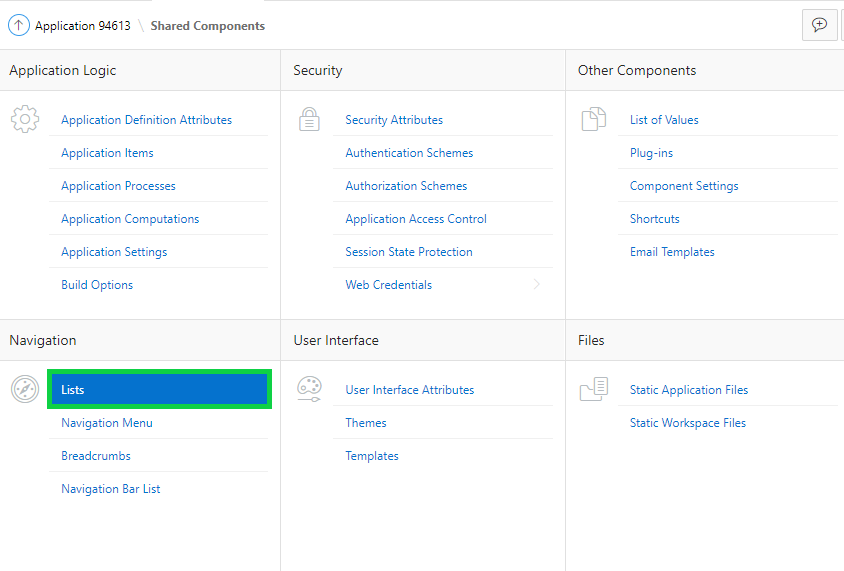 Application 94613 \ Shared Components
Application Logic
Application Definition Attributes
Application Items
Application Processes
Application Computations
Application Settings
Build Options
Security
Security Attributes
Authentication Schemes
Authorization Schemes
Application Access Control
Session State Protection
Web Credentials
Other Components
List of Values
Plug-ins
Component Settings
Shortcuts
Email Templates
Navigation
Lists
Navigation Menu
Breadcrumbs
Navigation Bar List
User Interface
User Interface Attributes
Themes
Templates
Files
Static Application Files
Static Workspace Files